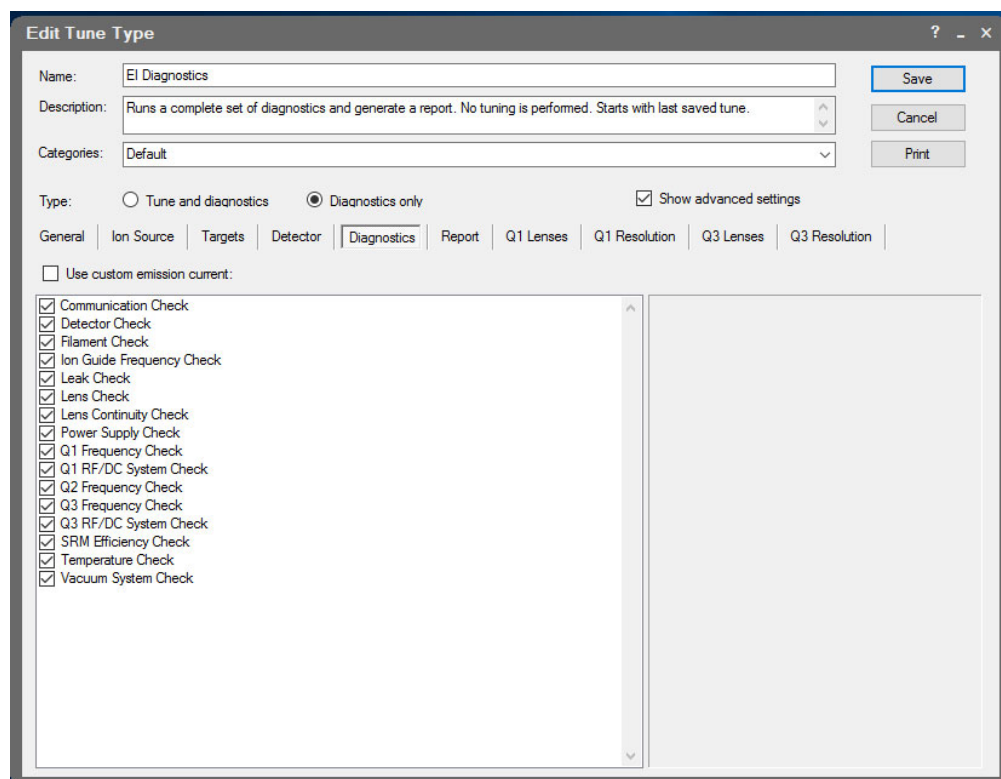 Edit Tune Type
Name: EI Diagnostics
Save
Description: Runs a complete set of diagnostics and generate a report. No tuning is performed. Starts with last saved tune.
Cancel
Categories: Default
Print
Type: Tune and diagnostics Diagnostics only Show advanced settings
General Ion Source Targets Detector Diagnostics Report Q1 Lenses Q1 Resolution Q3 Lenses Q3 Resolution
Use custom emission current:
Communication Check
Detector Check
Filament Check
Ion Guide Frequency Check
Leak Check
Lens Check
Lens Continuity Check
Power Supply Check
Q1 Frequency Check
Q1 RF/DC System Check
Q2 Frequency Check
Q3 Frequency Check
Q3 RF/DC System Check
SRM Efficiency Check
Temperature Check
Vacuum System Check